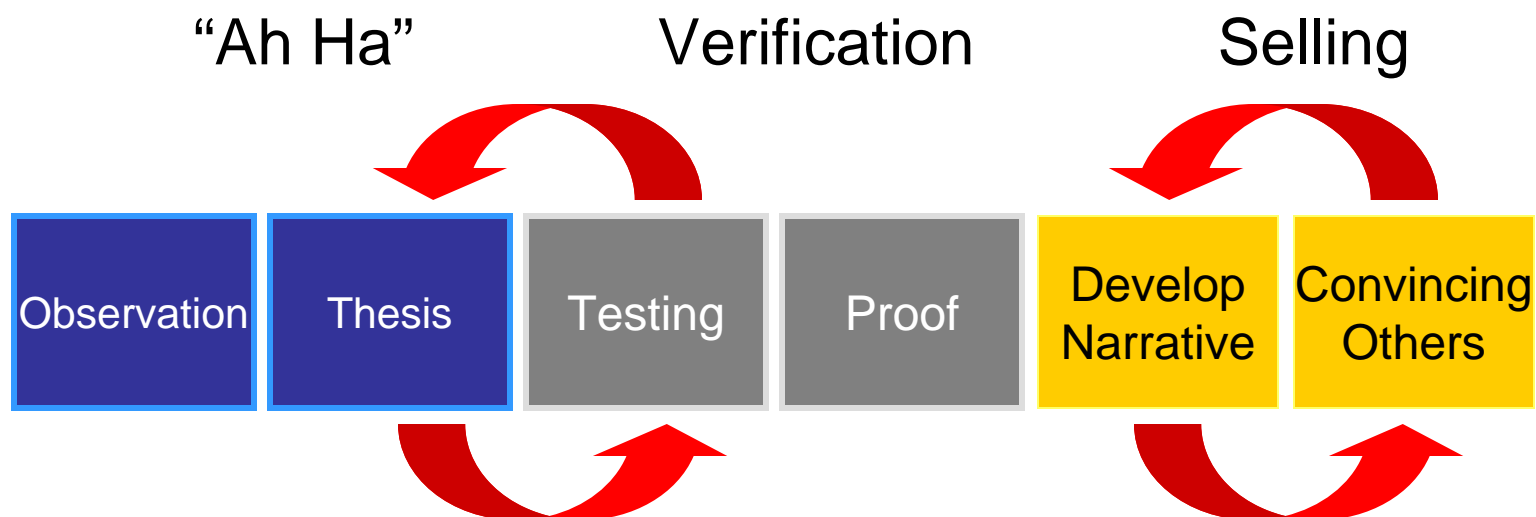 “Ah Ha”
Verification
Selling
Observation
Thesis
Testing
Proof
Develop
Narrative
Convincing
Others